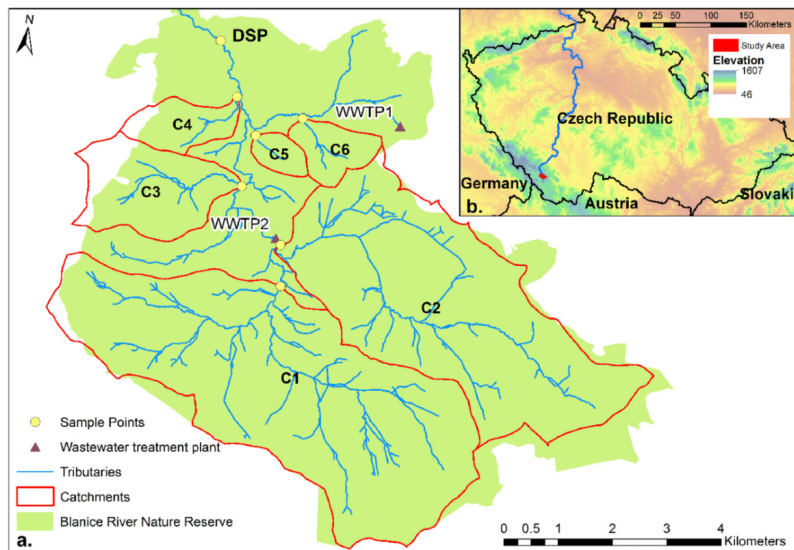 N
DSP
WWTP1
C4
C5
C6
C3
WWTP2
C2
C1
Sample Points
Wastewater treatment plant
Tributaries
Catchments
Blanice River Nature Reserve
a.
0 0.5 1 2 3 4
Kilometers
0 25 50 100 150
Kilometers
Study Area
Elevation
1607
46
Czech Republic
Germany
Austria
Slovaki
b.